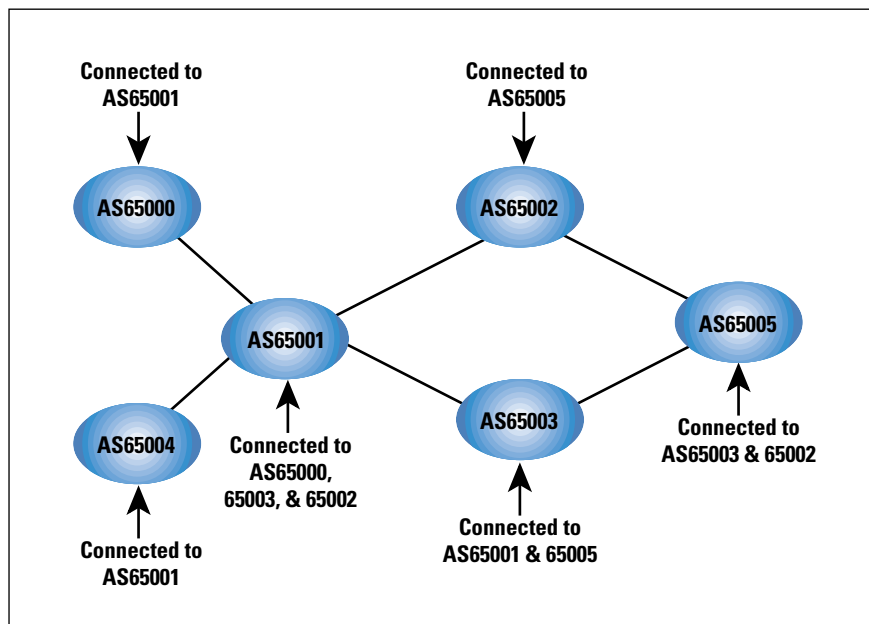 Connected to
AS65001
Connected to
AS65005
AS65000
AS65002
AS65001
AS65005
AS65004
AS65003
Connected to
AS65000,
65003, & 65002
Connected to
AS65003 & 65002
Connected to
AS65001
Connected to
AS65001 & 65005